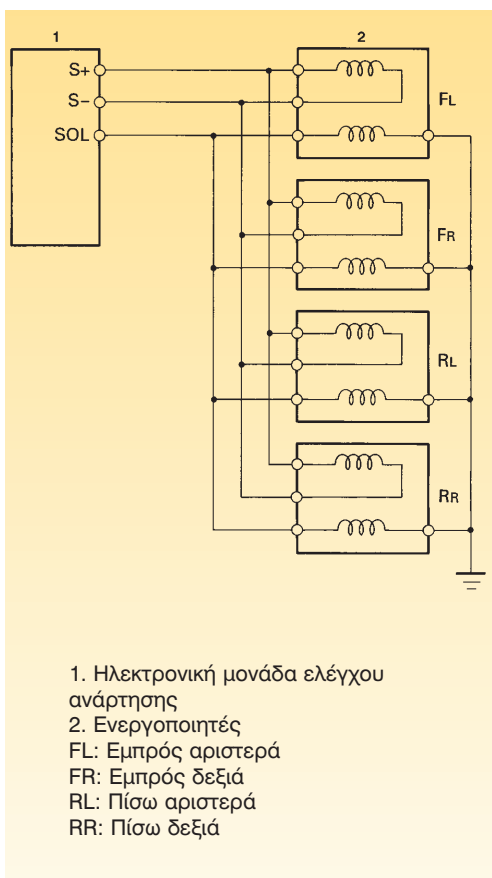 1
2
S+
S−
SOL
FL
FR
RL
RR
1. Ηλεκτρονική μονάδα ελέγχου
ανάρτησης
2. Ενεργοποιητές
FL: Εμπρός αριστερά
FR: Εμπρός δεξιά
RL: Πίσω αριστερά
RR: Πίσω δεξιά